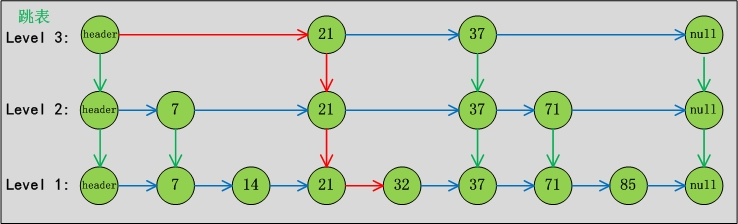 跳表
Level 3: header 21 37 null
Level 2: header 7 21 37 71 null
Level 1: header 7 14 21 32 37 71 85 null